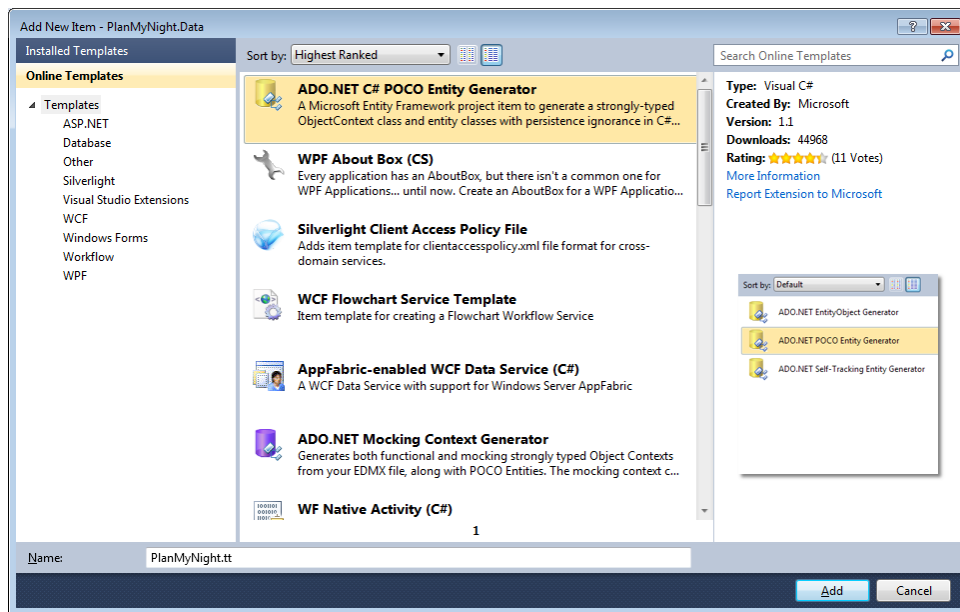 Add New Item - PlanMyNight.Data
Installed Templates
Online Templates
Templates
ASP.NET
Database
Other
Silverlight
Visual Studio Extensions
WCF
Windows Forms
Workflow
WPF
Sort by: Highest Ranked
ADO.NET C# POCO Entity Generator
A Microsoft Entity Framework project item to generate a strongly-typed
ObjectContext class and entity classes with persistence ignorance in C#...
WPF About Box (CS)
Every application has an AboutBox, but there isn't a common one for
WPF Applications... until now. Create an AboutBox for a WPF Applicatio...
Silverlight Client Access Policy File
Adds item template for clientaccesspolicy.xml file format for cross-
domain services.
WCF Flowchart Service Template
Item template for creating a Flowchart Workflow Service
AppFabric-enabled WCF Data Service (C#)
A WCF Data Service with support for Windows Server AppFabric
ADO.NET Mocking Context Generator
Generates both functional and mocking strongly typed Object Contexts
from your EDMX file, along with POCO Entities. The mocking context c...
WF Native Activity (C#)
1
Search Online Templates
Type: Visual C#
Created By: Microsoft
Version: 1.1
Downloads: 44968
Rating: (11 Votes)
More Information
Report Extension to Microsoft
Sort by: Default
ADO.NET EntityObject Generator
ADO.NET POCO Entity Generator
ADO.NET Self-Tracking Entity Generator
Name: PlanMyNight.tt
Add Cancel